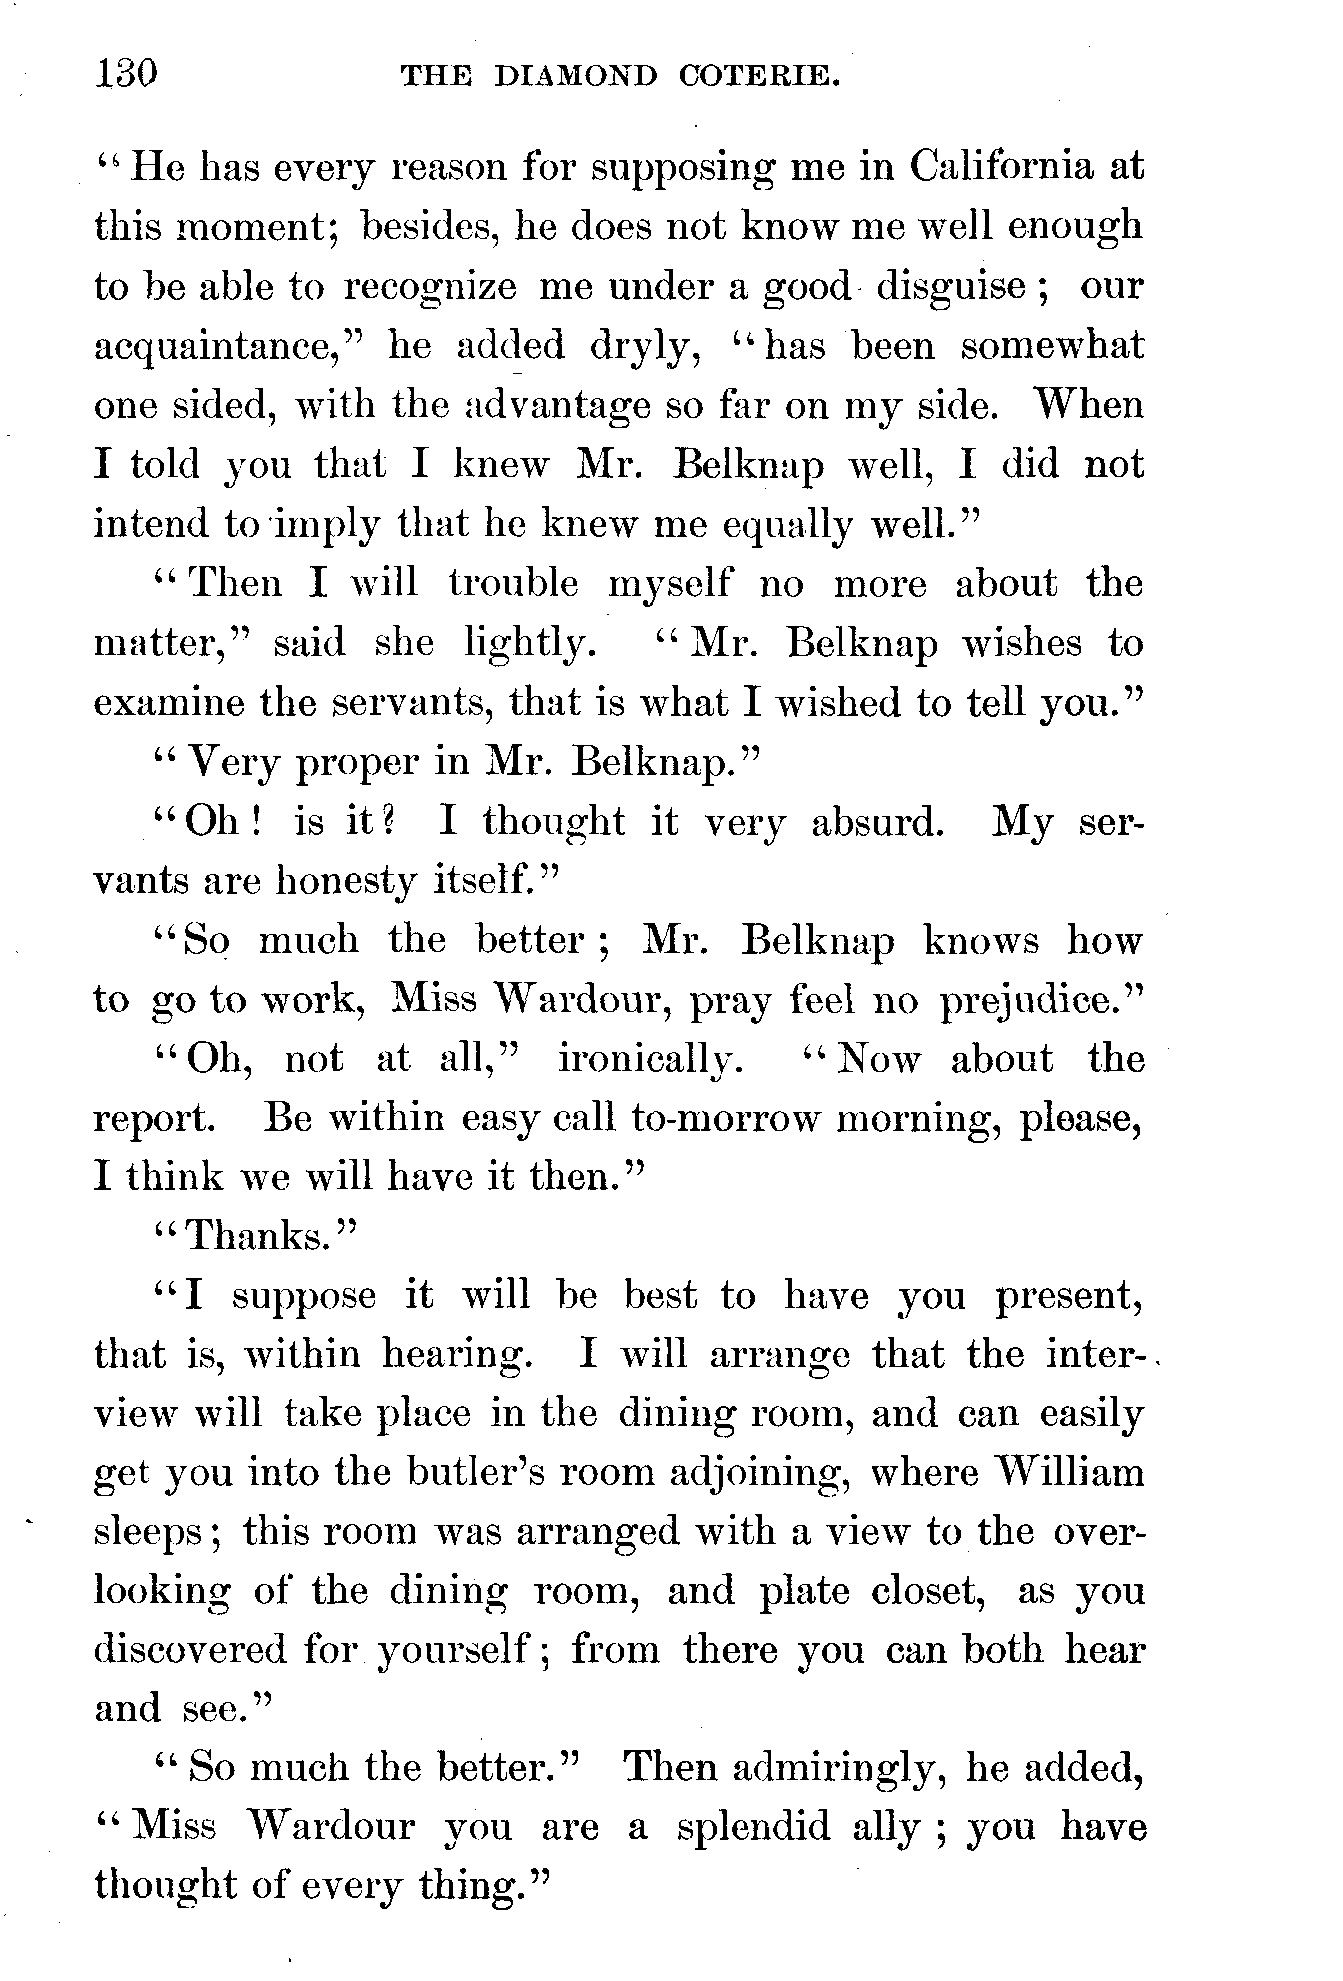 130 THE DIAMOND COTERIE.
“He has every reason for supposing me in California at
this moment; besides, he does not know me well enough
to be able to recognize me under a good disguise; our
acquaintance,” he added dryly, “has been somewhat
one sided, with the advantage so far on my side. When
I told you that I knew Mr. Belknap well, I did not
intend to imply that he knew me equally well.”
“Then I will trouble myself no more about the
matter,” said she lightly. “Mr. Belknap wishes to
examine the servants, that is what I wished to tell you.”
“Very proper in Mr. Belknap.”
“Oh! is it? I thought it very absurd. My ser-
vants are honesty itself.”
“So much the better; Mr. Belknap knows how
to go to work, Miss Wardour, pray feel no prejudice.”
“Oh, not at all,” ironically. “Now about the
report. Be within easy call to-morrow morning, please,
I think we will have it then.”
“Thanks.”
“I suppose it will be best to have you present,
that is, within hearing. I will arrange that the inter-
view will take place in the dining room, and can easily
get you into the butler’s room adjoining, where William
sleeps; this room was arranged with a view to the over-
looking of the dining room, and plate closet, as you
discovered for yourself; from there you can both hear
and see.”
“So much the better.” Then admiringly, he added,
“Miss Wardour you are a splendid ally; you have
thought of every thing.”